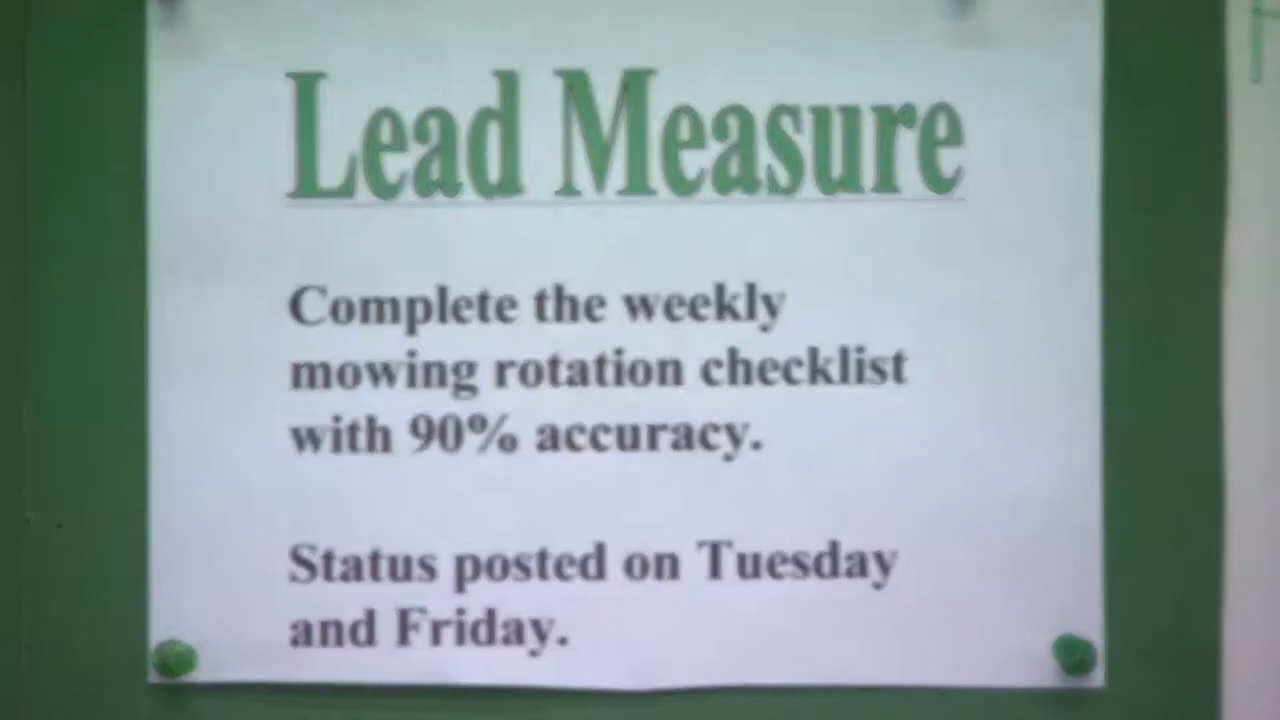 Lead Measure
Complete the weekly
mowing rotation checklist
with 90% accuracy.
Status posted on Tuesday
and Friday.